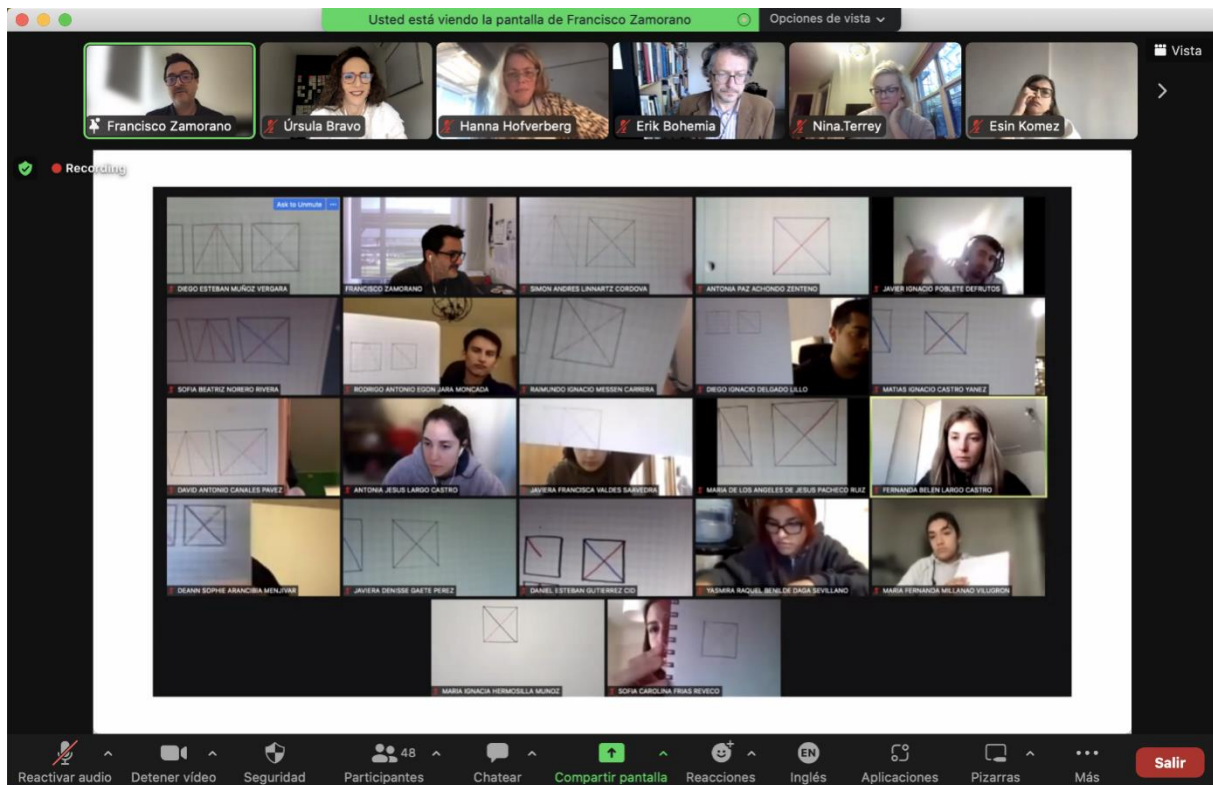 Usted está viendo la pantalla de Francisco Zamorano
Opciones de vista
Vista
Francisco Zamorano
Úrsula Bravo
Hanna Hofverberg
Erik Bohemia
Nina.Terrey
Esin Komez
Recording
Ask to Unmute
DIEGO ESTEBAN MUÑOZ VERGARA
FRANCISCO ZAMORANO
SIMON ANDRES LINNARTZ CORDOVA
ANTONIA PAZ ACHONDO ZENTENO
JAVIER IGNACIO POBLETE DEFRUTOS
SOFIA BEATRIZ NORERO RIVERA
RODRIGO ANTONIO EGON JARA MONCADA
RAIMUNDO IGNACIO MESSEN CARRERA
DIEGO IGNACIO DELGADO LILLO
MATIAS IGNACIO CASTRO YANEZ
DAVID ANTONIO CANALES PAVEZ
ANTONIA JESUS LARGO CASTRO
JAVIERA FRANCISCA VALDES SAAVEDRA
MARIA DE LOS ANGELES DE JESUS PACHECO RUIZ
FERNANDA BELEN LARGO CASTRO
DEANN SOPHIE ARANCIBIA MENJIVAR
JAVIERA DENISSE GAETE PEREZ
DANIEL ESTEBAN GUTIERREZ CID
YASMIRA RAQUEL BENILDE DAGA SEVILLANO
MARIA FERNANDA MILLANAO VILUGRON
MARIA IGNACIA HERMOSILLA MUNOZ
SOFIA CAROLINA FRIAS REVECO
48
EN
Reactivar audio
Detener vídeo
Seguridad
Participantes
Chatear
Compartir pantalla
Reacciones
Inglés
Aplicaciones
Pizarras
Más
Salir